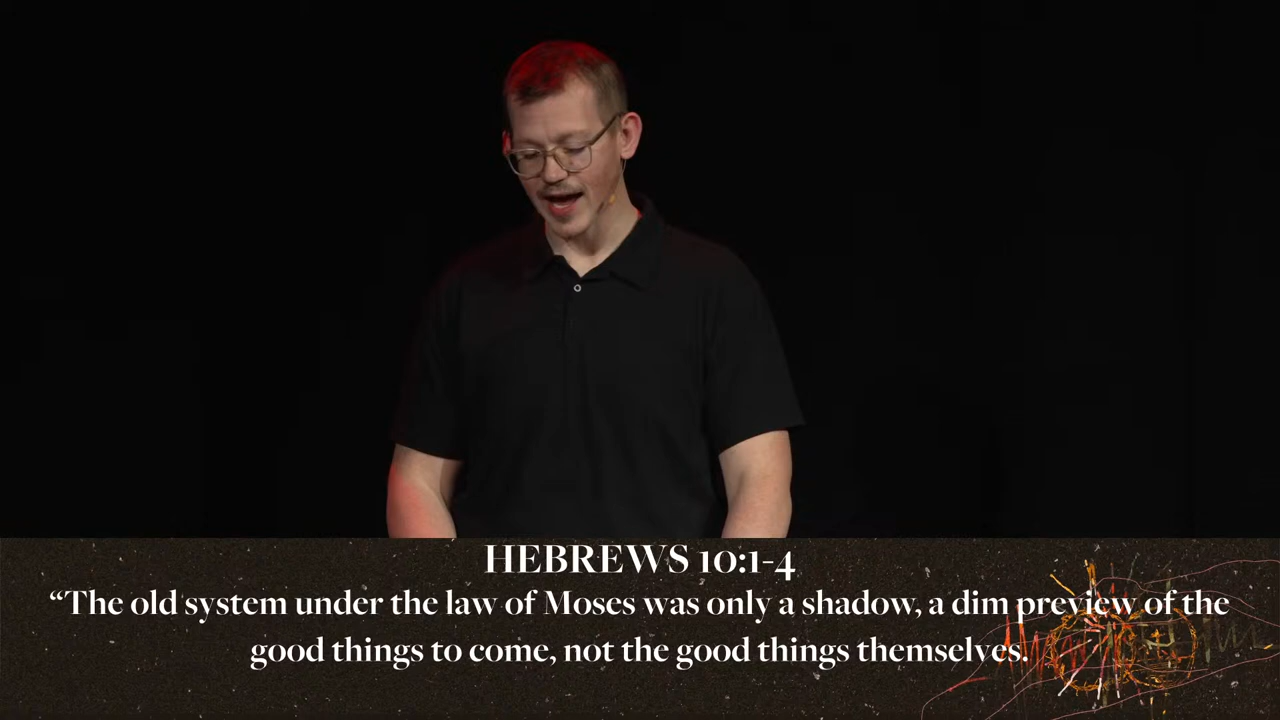 HEBREWS 10:1-4
“The old system under the law of Moses was only a shadow, a dim preview of the
good things to come, not the good things themselves.